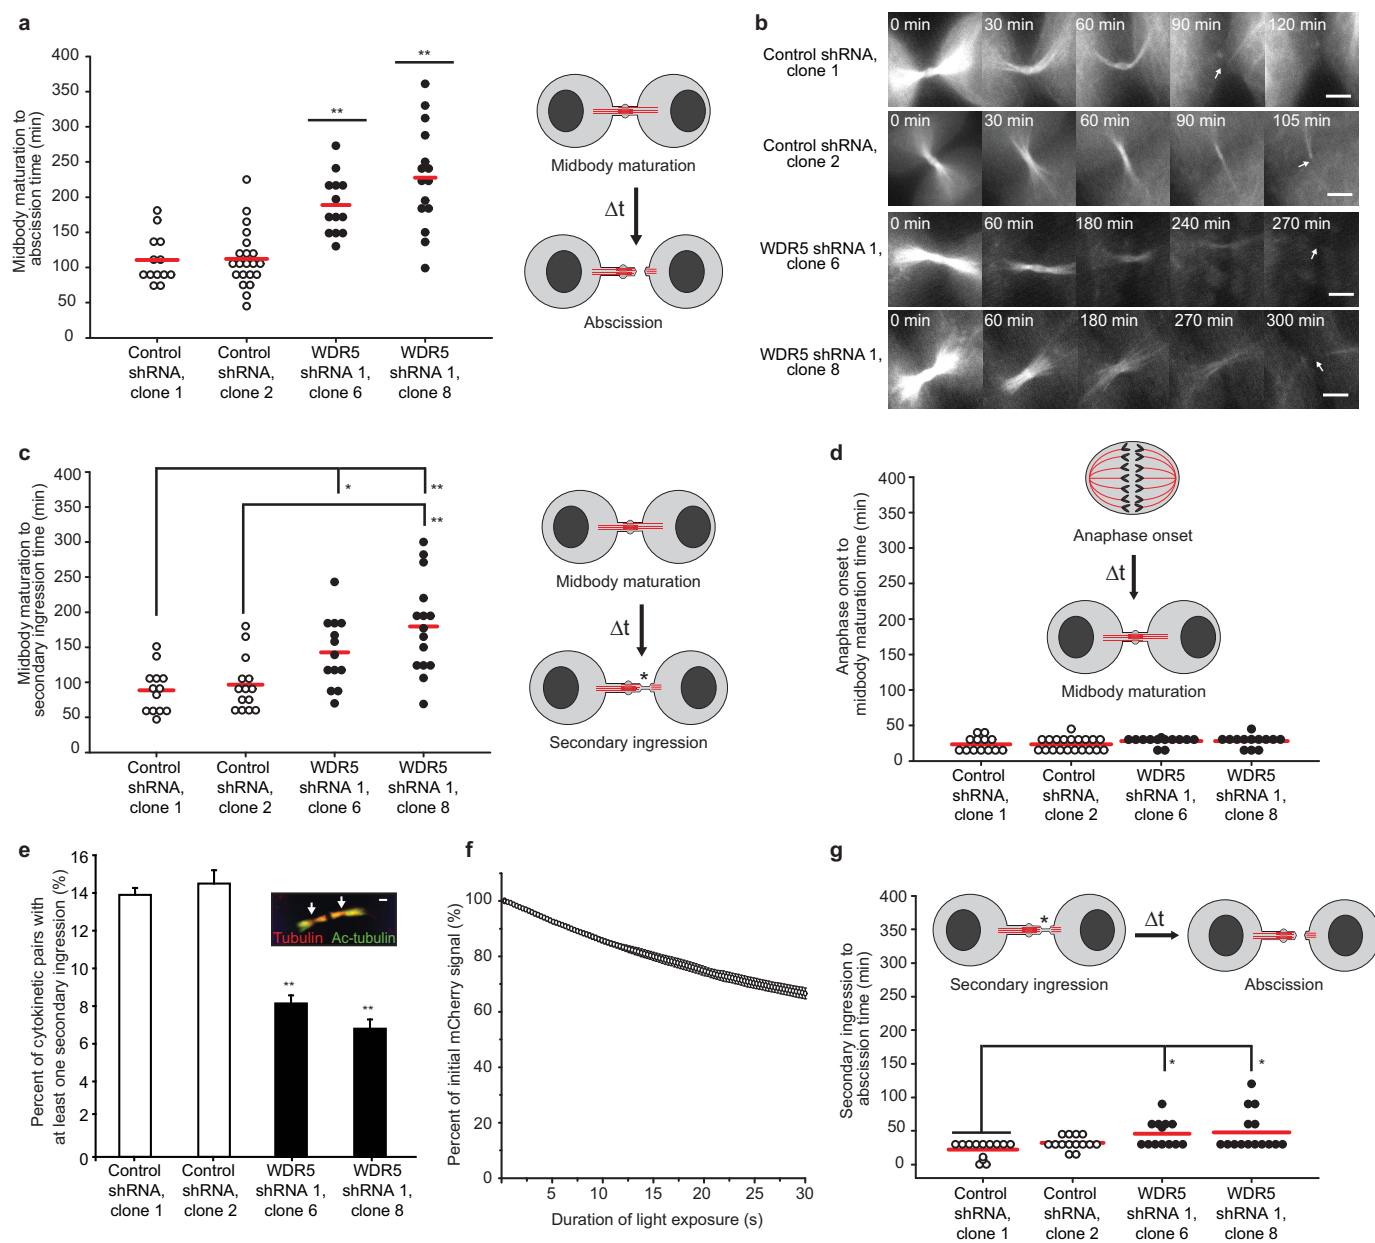 a
Midbody maturation to
abscission time (min)
400
350
300
250
200
150
100
50
0
**
**
Control
shRNA,
clone 1
Control
shRNA,
clone 2
WDR5
shRNA 1,
clone 6
WDR5
shRNA 1,
clone 8
Midbody maturation
Δt
Abscission
b
Control shRNA,
clone 1
0 min 30 min 60 min 90 min 120 min
Control shRNA,
clone 2
0 min 30 min 60 min 90 min 105 min
WDR5 shRNA 1,
clone 6
0 min 60 min 180 min 240 min 270 min
WDR5 shRNA 1,
clone 8
0 min 60 min 180 min 270 min 300 min
c
Midbody maturation to
secondary ingression time (min)
400
350
300
250
200
150
100
50
0
*
**
**
Control
shRNA,
clone 1
Control
shRNA,
clone 2
WDR5
shRNA 1,
clone 6
WDR5
shRNA 1,
clone 8
Midbody maturation
Δt
*
Secondary ingression
d
Anaphase onset to
midbody maturation time (min)
400
350
300
250
200
150
100
50
0
Anaphase onset
Δt
Midbody maturation
Control
shRNA,
clone 1
Control
shRNA,
clone 2
WDR5
shRNA 1,
clone 6
WDR5
shRNA 1,
clone 8
e
Percent of cytokinetic pairs with
at least one secondary ingression (%)
16
14
12
10
8
6
4
2
0
Tubulin Ac-tubulin
**
**
Control
shRNA,
clone 1
Control
shRNA,
clone 2
WDR5
shRNA 1,
clone 6
WDR5
shRNA 1,
clone 8
f
Percent of initial mCherry signal (%)
100
80
60
40
20
0
5 10 15 20 25 30
Duration of light exposure (s)
g
Secondary ingression to
abscission time (min)
400
350
300
250
200
150
100
50
0
*
Δt
Secondary ingression
Abscission
*
*
Control
shRNA,
clone 1
Control
shRNA,
clone 2
WDR5
shRNA 1,
clone 6
WDR5
shRNA 1,
clone 8